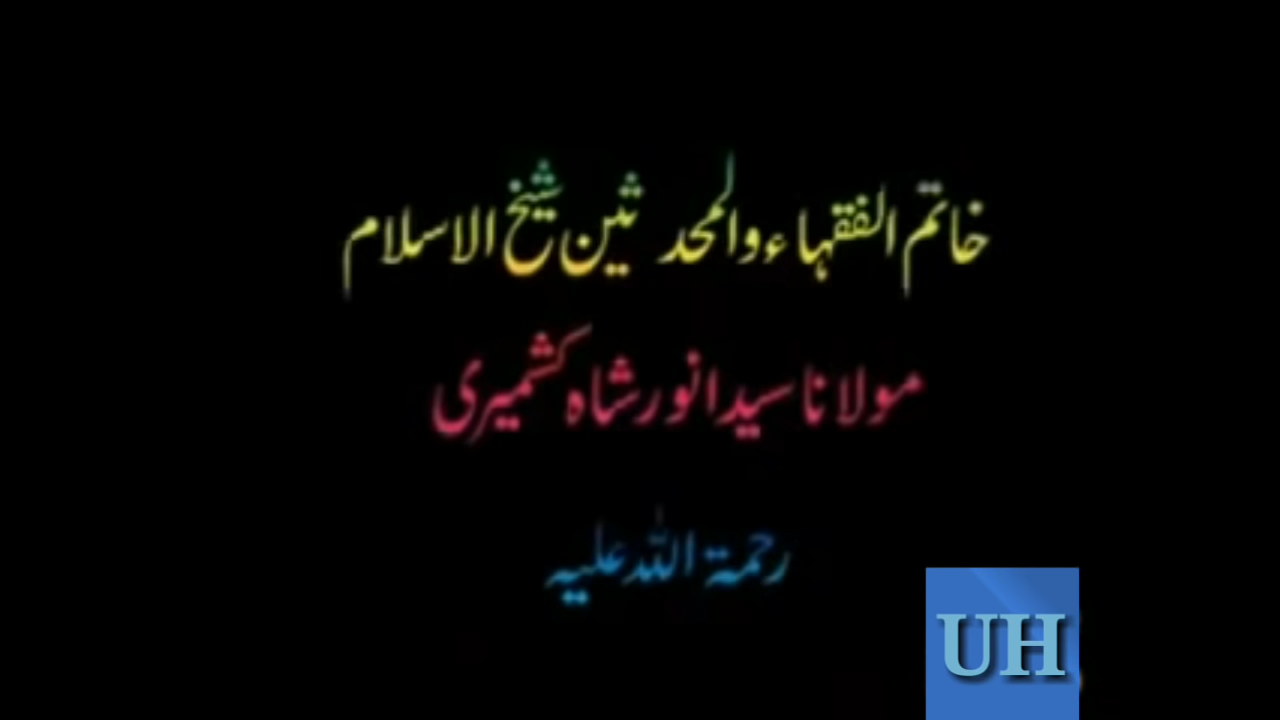 خاتم الفقہاء والمحدثین شیخ الاسلام
مولانا سید انور شاہ کشمیری
رحمۃ اللہ علیہ
UH